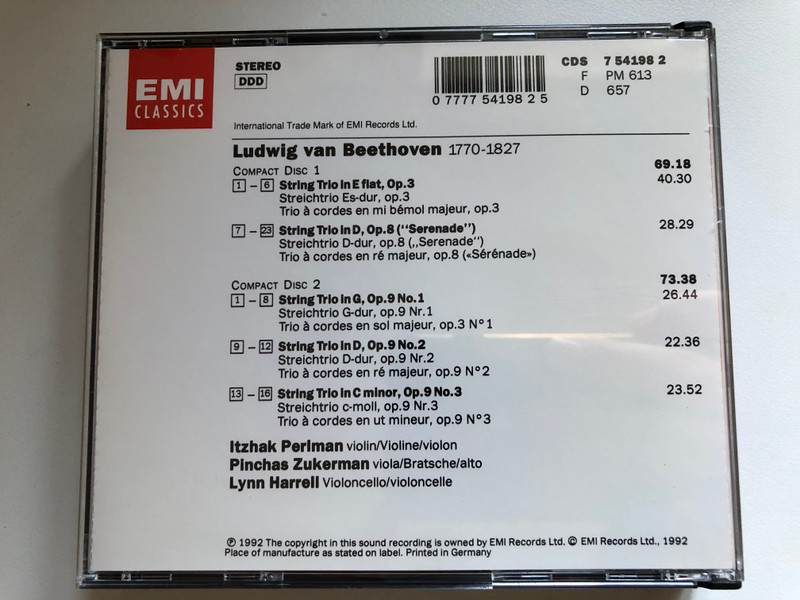 EMI
CLASSICS
STEREO
DDD
0 7777 54198 2 5
CDS 7 54198 2
F PM 613
D 657
International Trade Mark of EMI Records Ltd.
Ludwig van Beethoven 1770-1827
COMPACT DISC 1 69.18
1 – 6 String Trio in E flat, Op.3 40.30
Streichtrio Es-dur, op.3
Trio à cordes en mi bémol majeur, op.3
7 – 23 String Trio in D, Op.8 (“Serenade”) 28.29
Streichtrio D-dur, op.8 („Serenade“)
Trio à cordes en ré majeur, op.8 («Sérénade»)
COMPACT DISC 2 73.38
1 – 8 String Trio in G, Op.9 No.1 26.44
Streichtrio G-dur, op.9 Nr.1
Trio à cordes en sol majeur, op.3 N° 1
9 – 12 String Trio in D, Op.9 No.2 22.36
Streichtrio D-dur, op.9 Nr.2
Trio à cordes en ré majeur, op.9 N° 2
13 – 16 String Trio in C minor, Op.9 No.3 23.52
Streichtrio c-moll, op.9 Nr.3
Trio à cordes en ut mineur, op.9 N° 3
Itzhak Perlman violin/Violine/violon
Pinchas Zukerman viola/Bratsche/alto
Lynn Harrell Violoncello/violoncelle
℗ 1992 The copyright in this sound recording is owned by EMI Records Ltd. © EMI Records Ltd., 1992
Place of manufacture as stated on label. Printed in Germany